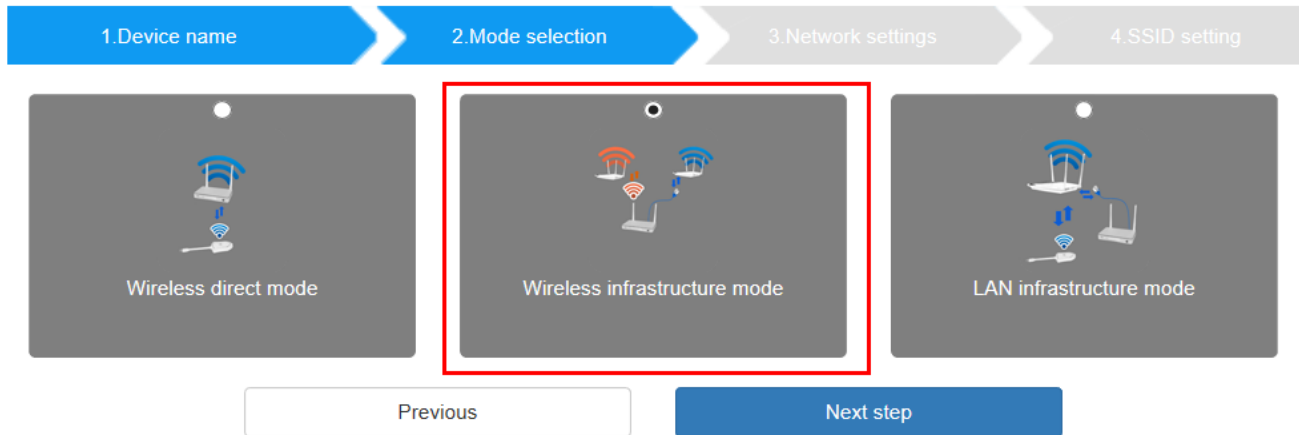 1.Device name
2.Mode selection
3.Network settings
4.SSID setting
Wireless direct mode
Wireless infrastructure mode
LAN infrastructure mode
Previous
Next step